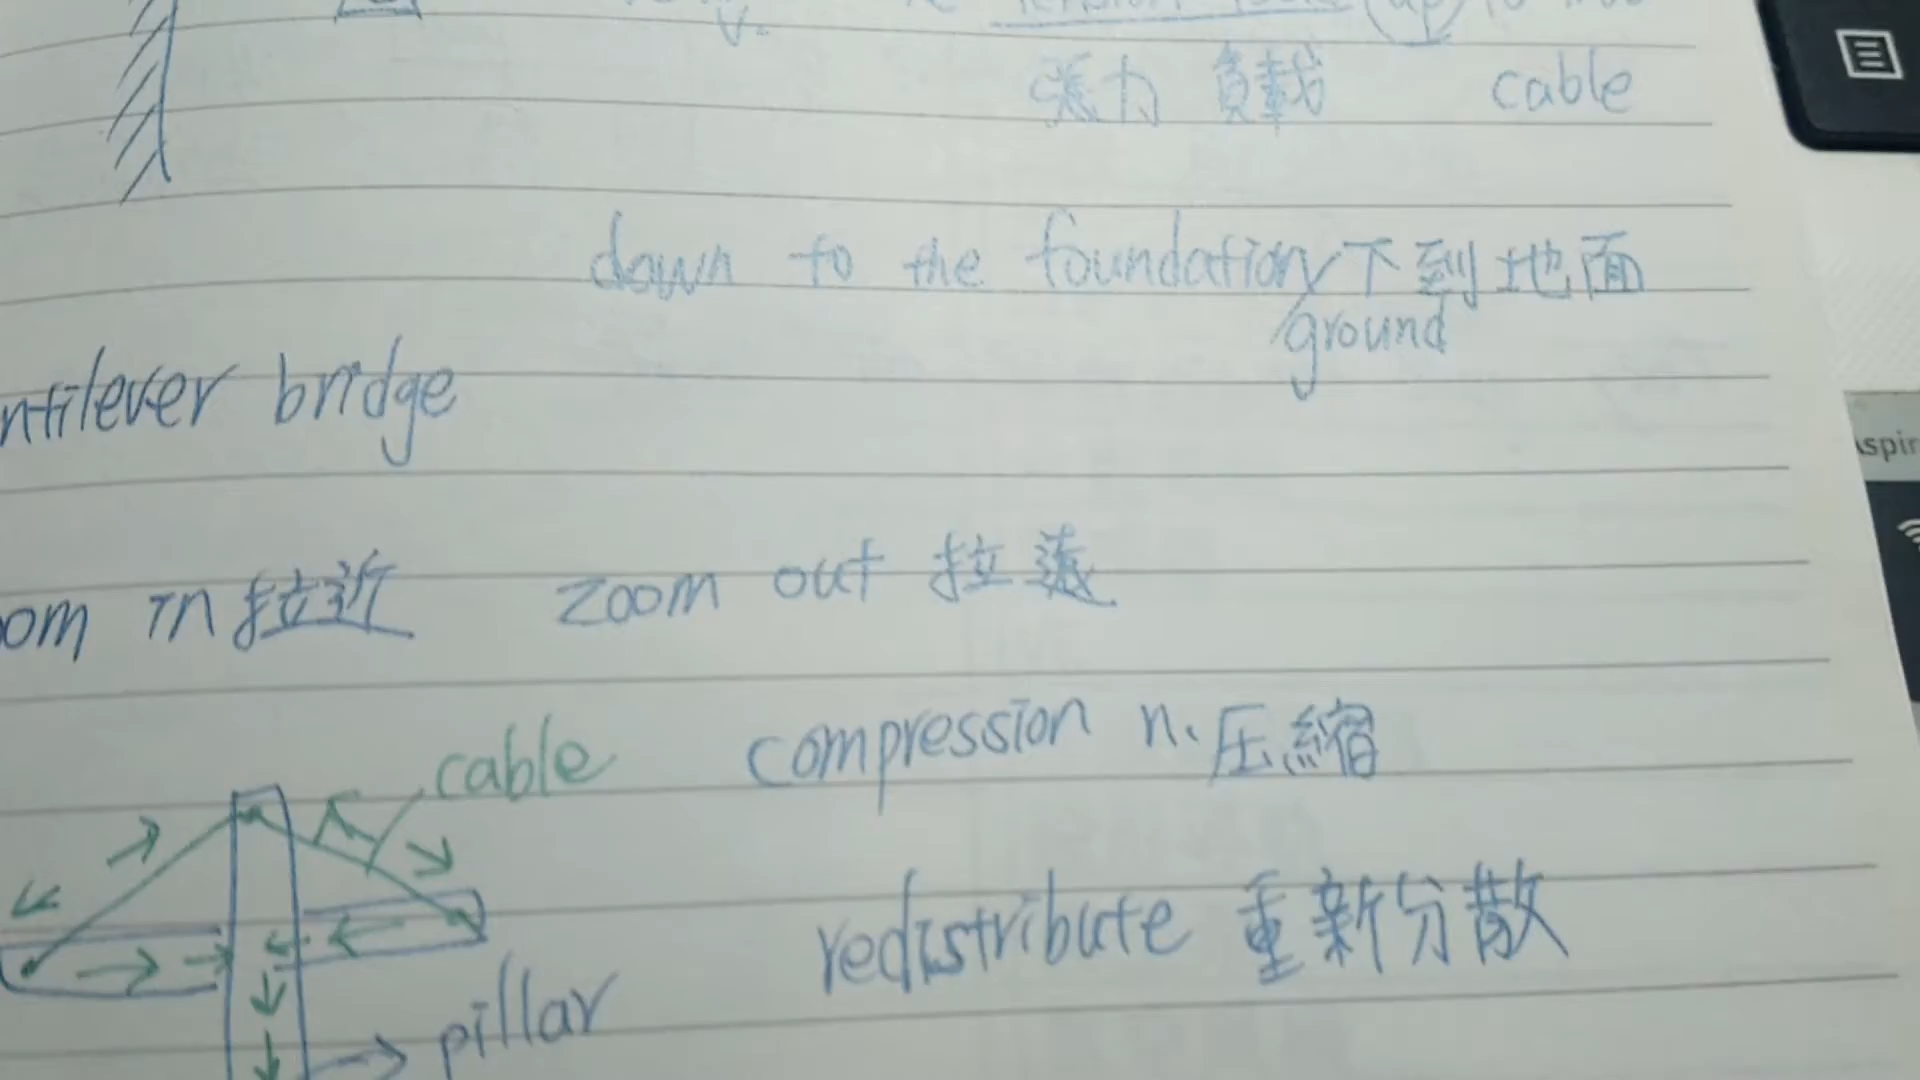 張力 負載 cable
down to the foundation 下到地面
ground
ntilever bridge
oom in 拉近 zoom out 拉遠
cable compression n. 压縮
redistribute 重新分散
pillar